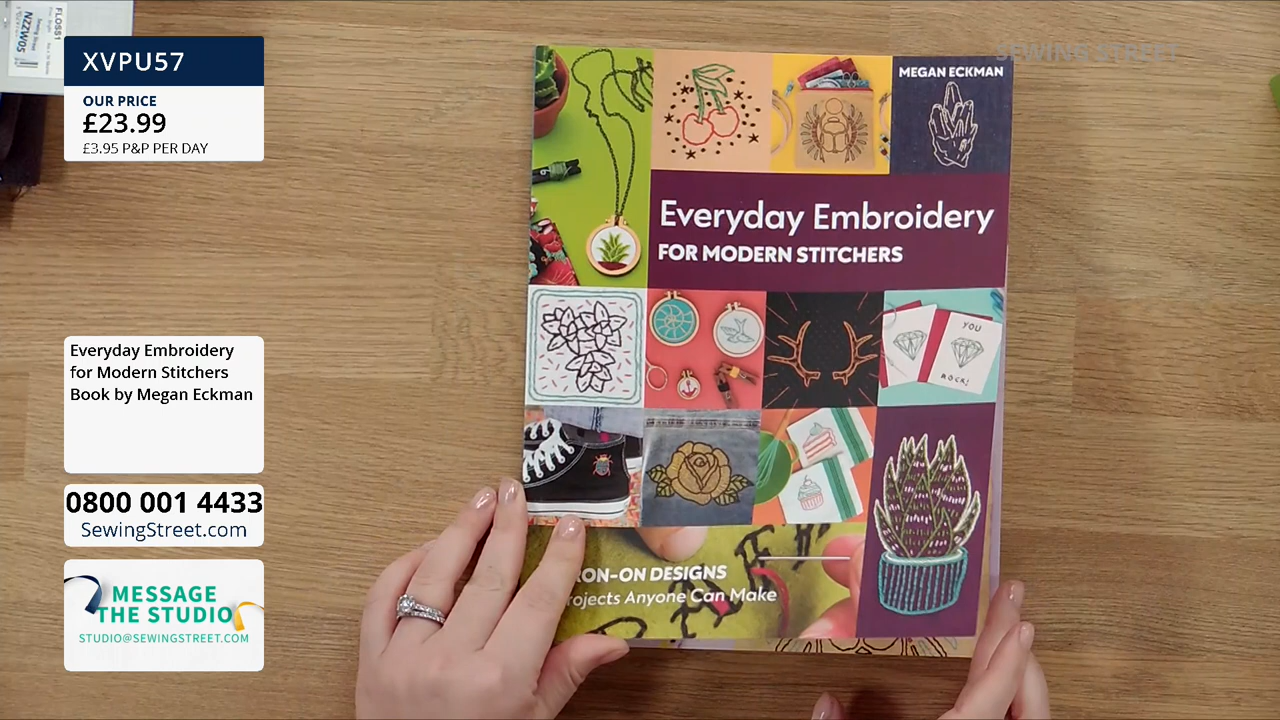 FLOSS1
NZZW05
XVPU57
OUR PRICE
£23.99
£3.95 P&P PER DAY
Everyday Embroidery
for Modern Stitchers
Book by Megan Eckman
0800 001 4433
SewingStreet.com
MESSAGE
THE STUDIO
STUDIO@SEWINGSTREET.COM
SEWING STREET
MEGAN ECKMAN
Everyday Embroidery
FOR MODERN STITCHERS
YOU
ROCK!
RON-ON DESIGNS
rojects Anyone Can Make